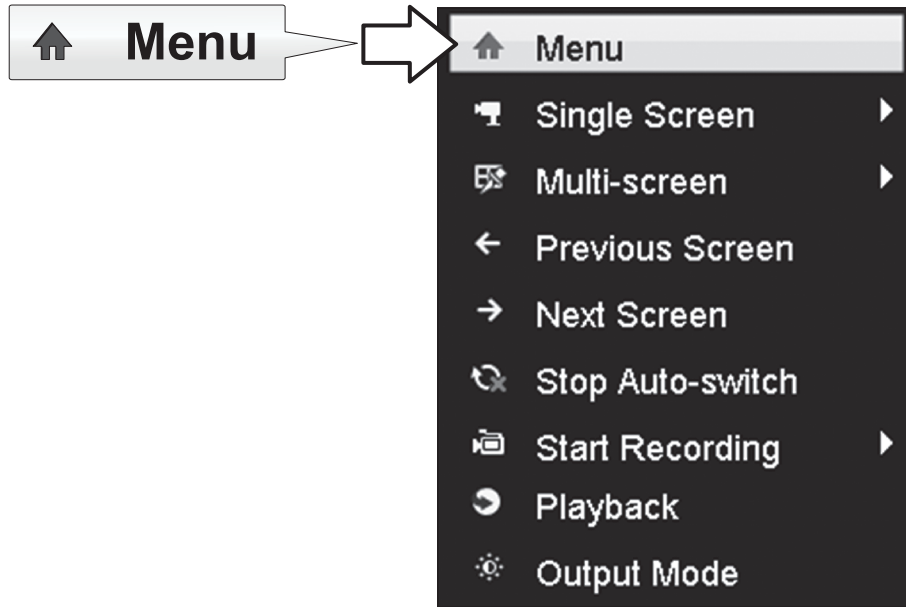 Menu
Menu
Single Screen
Multi-screen
Previous Screen
Next Screen
Stop Auto-switch
Start Recording
Playback
Output Mode